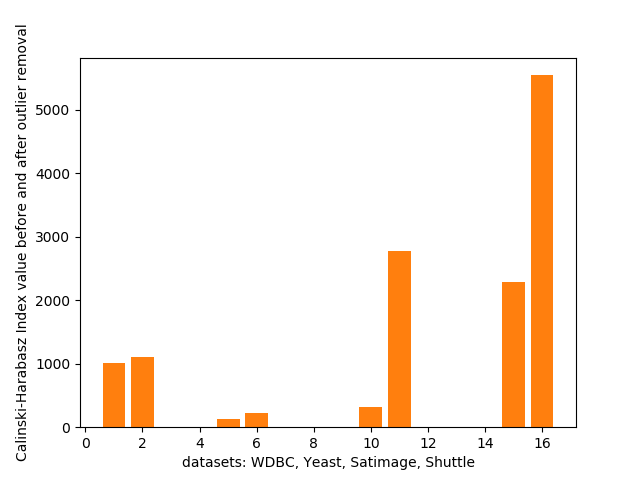 Calinski-Harabasz Index value before and after outlier removal
5000
4000
3000
2000
1000
0
0 2 4 6 8 10 12 14 16
datasets: WDBC, Yeast, Satimage, Shuttle